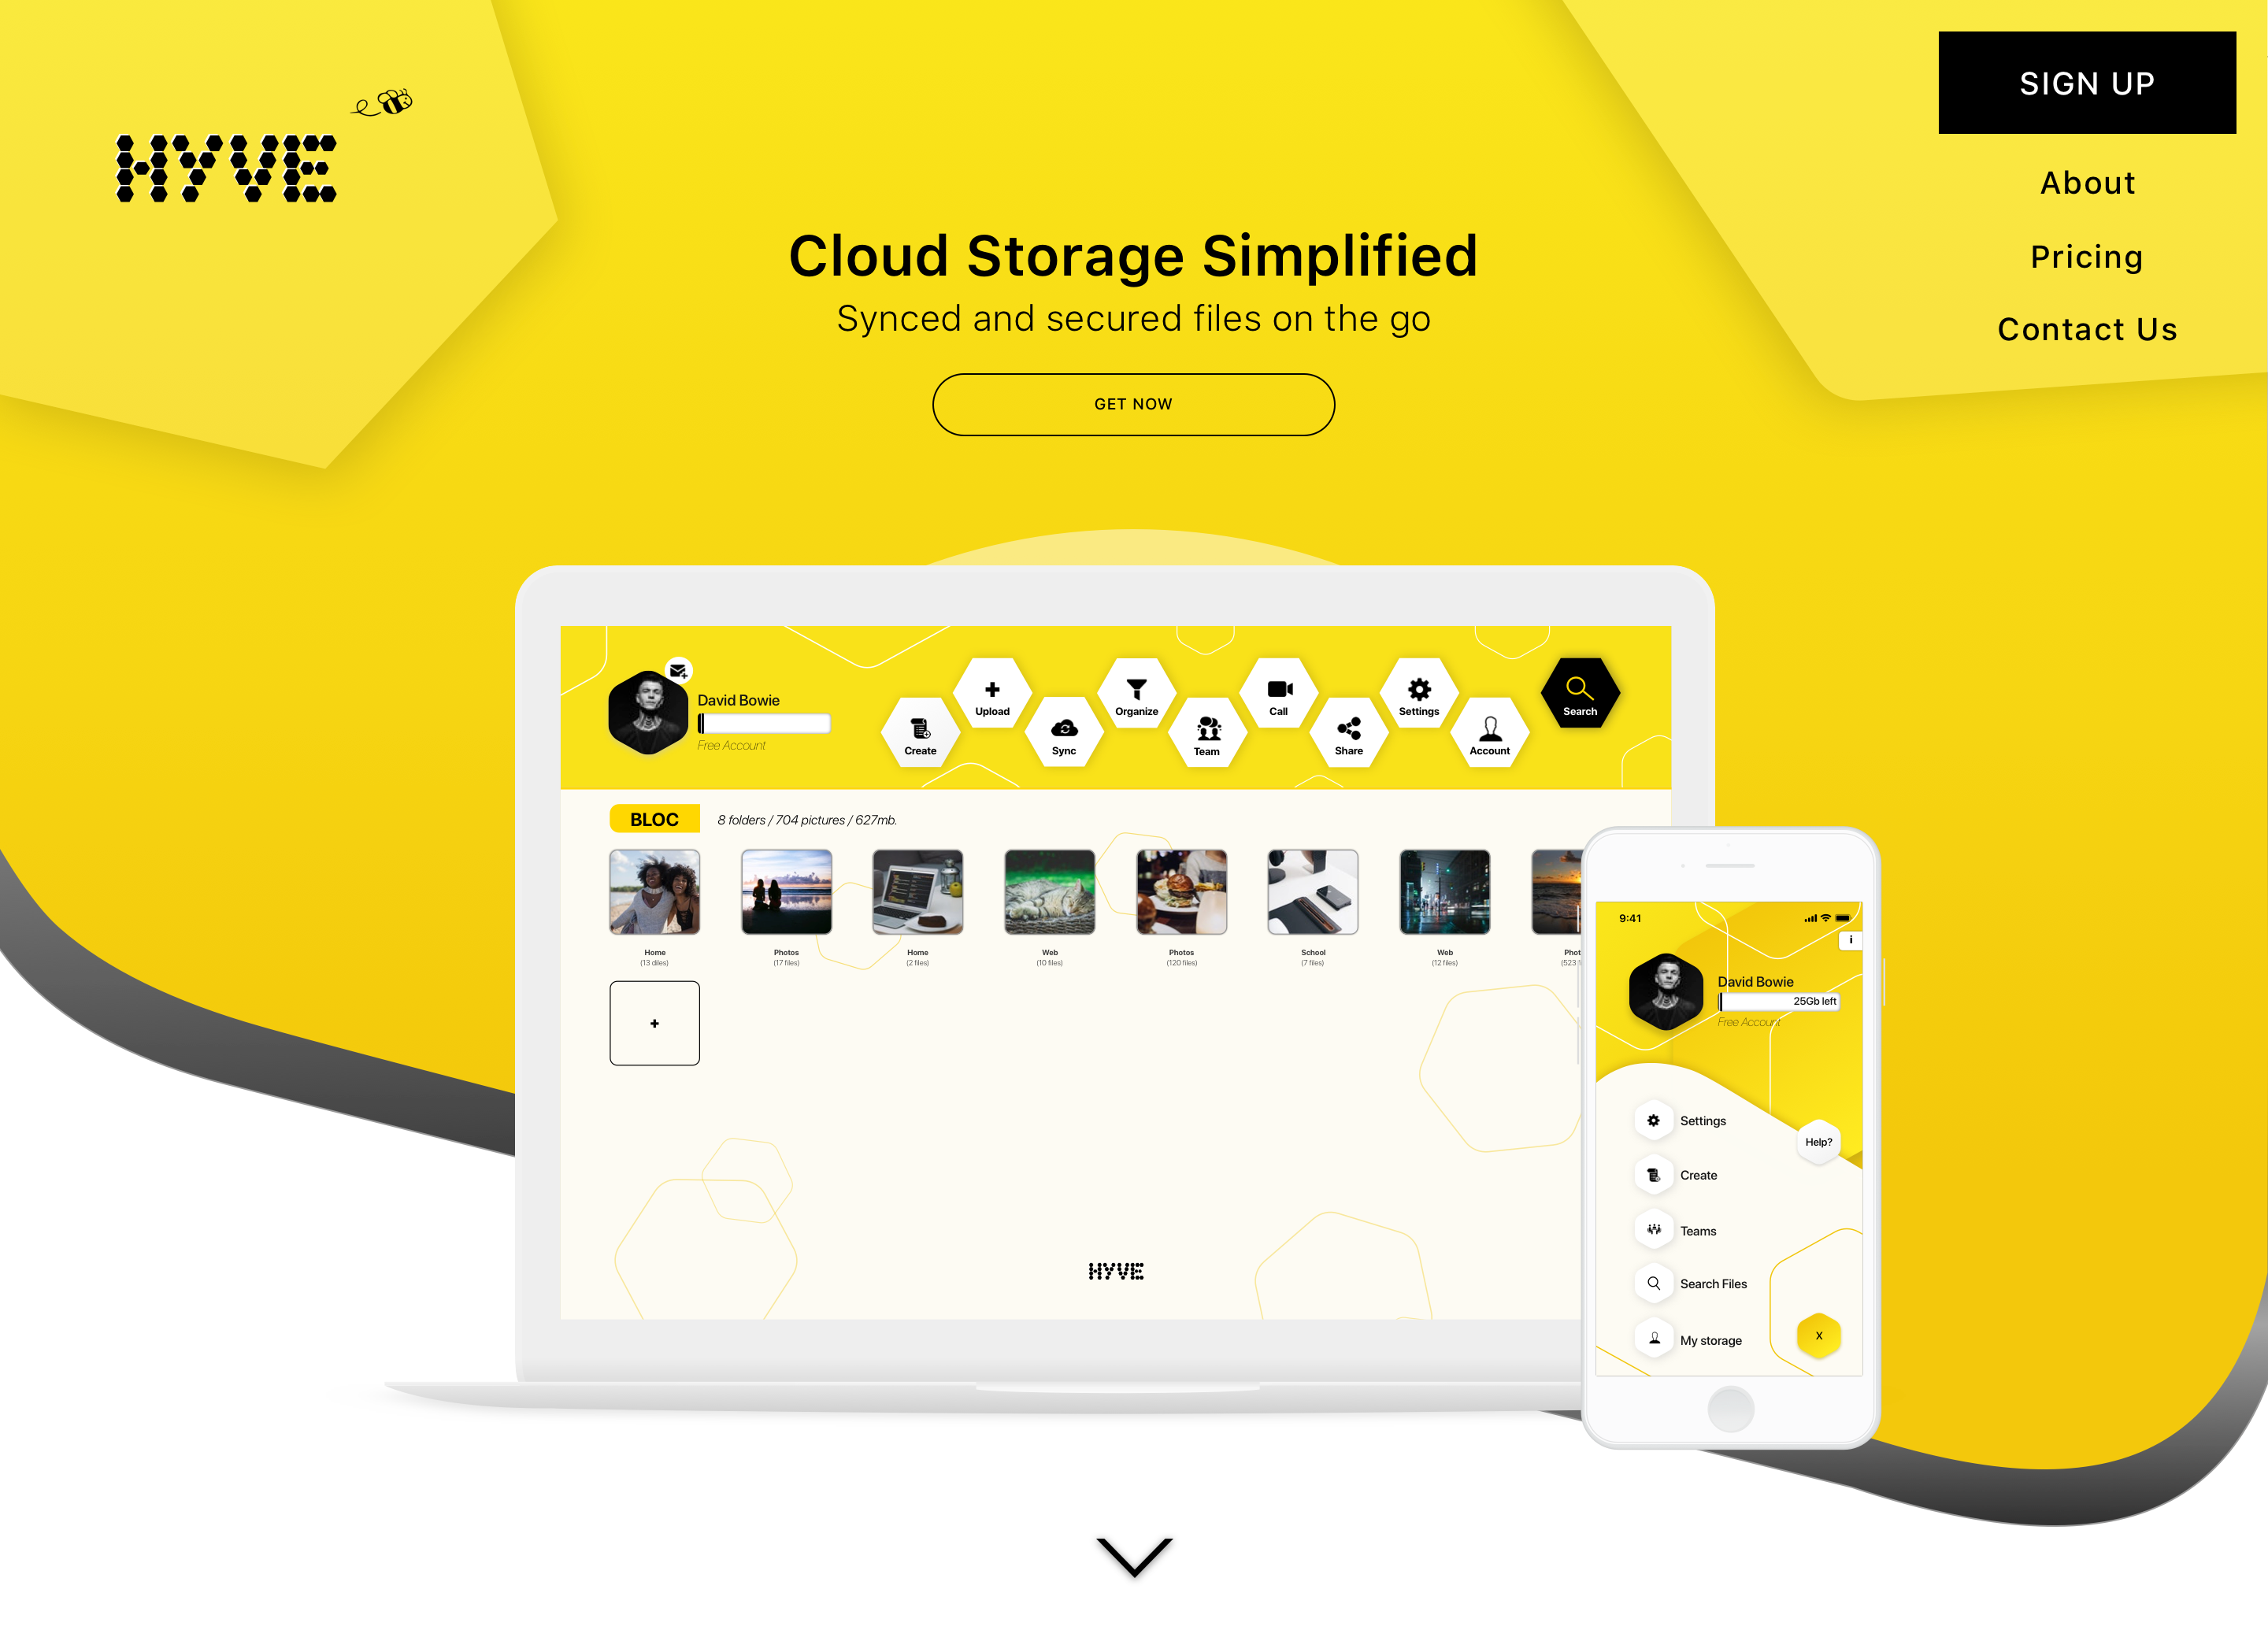 HYVE
SIGN UP
About
Pricing
Contact Us
Cloud Storage Simplified
Synced and secured files on the go
GET NOW
David Bowie
Free Account
Create
Upload
Sync
Organize
Team
Call
Share
Settings
Account
Search
BLOC
8 folders / 704 pictures / 627mb.
Home
(13 diles)
Photos
(17 files)
Home
(2 files)
Web
(10 files)
Photos
(120 files)
School
(7 files)
Web
(12 files)
Phot
(523
+
HYVE
9:41
i
David Bowie
25Gb left
Free Account
Settings
Help?
Create
Teams
Search Files
My storage
X